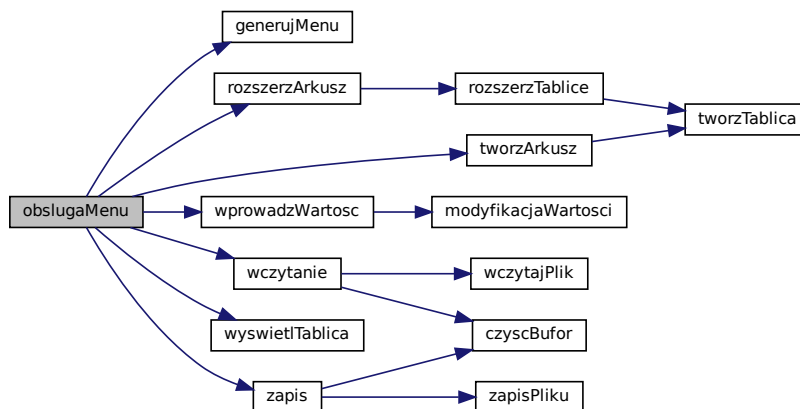 generujMenu
rozszerzArkusz
rozszerzTablice
tworzTablica
tworzArkusz
obslugaMenu
wprowadzWartosc
modyfikacjaWartosci
wczytanie
wczytajPlik
wyswietlTablica
czyscBufor
zapis
zapisPliku